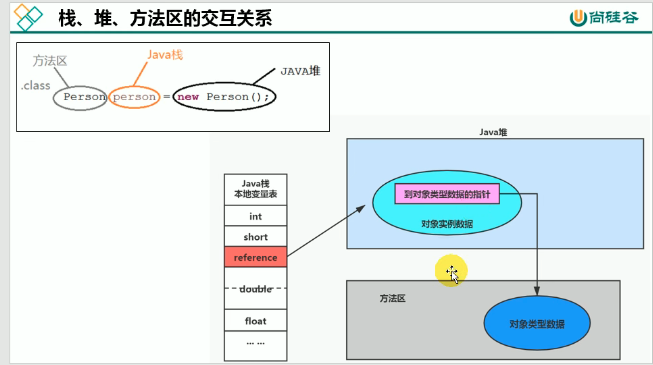 栈、堆、方法区的交互关系
尚硅谷
方法区
Java栈
JAVA堆
.class
Person person = new Person();
Java堆
Java栈
本地变量表
int
short
reference
double
float
... ...
到对象类型数据的指针
对象实例数据
方法区
对象类型数据